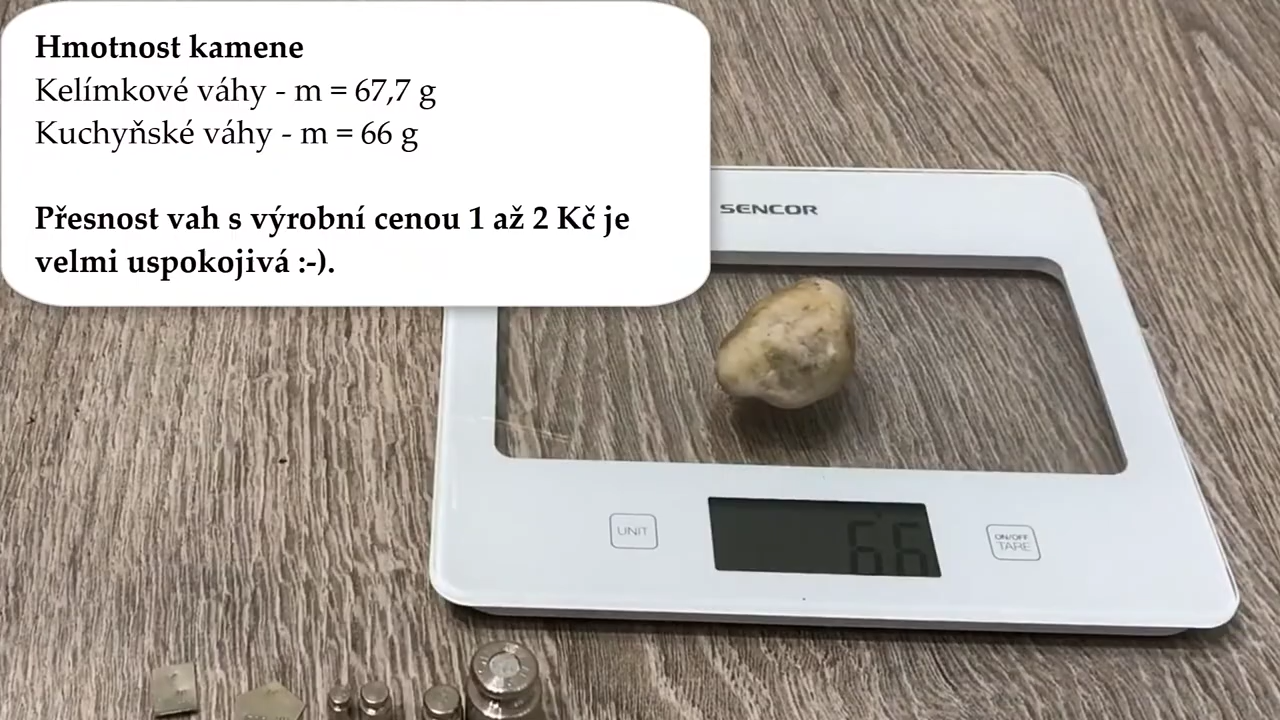 Hmotnost kamene
Kelímkové váhy - m = 67,7 g
Kuchyňské váhy - m = 66 g
Přesnost vah s výrobní cenou 1 až 2 Kč je
velmi uspokojivá :-).
SENCOR
UNIT
66
ON/OFF
TARE